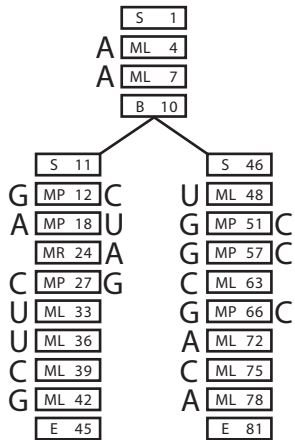 S 1
A ML 4
A ML 7
B 10
S 11 S 46
G MP 12 C U ML 48
A MP 18 U G MP 51 C
MR 24 A G MP 57 C
C MP 27 G C ML 63
U ML 33 G MP 66 C
U ML 36 A ML 72
C ML 39 C ML 75
G ML 42 A ML 78
E 45 E 81